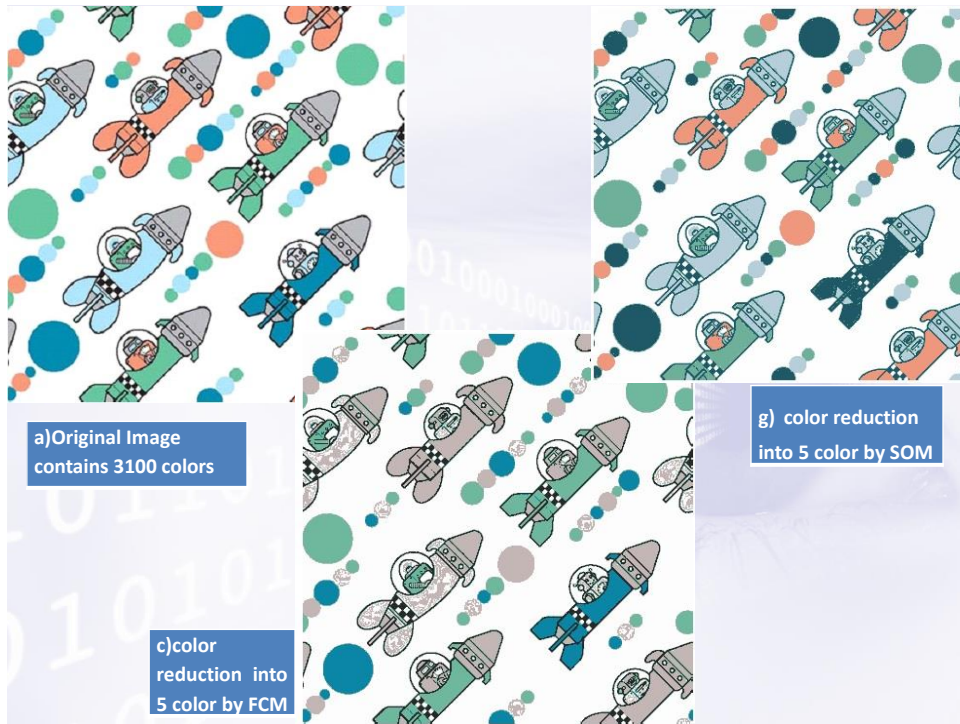 a)Original Image
contains 3100 colors
g) color reduction
into 5 color by SOM
c)color
reduction into
5 color by FCM